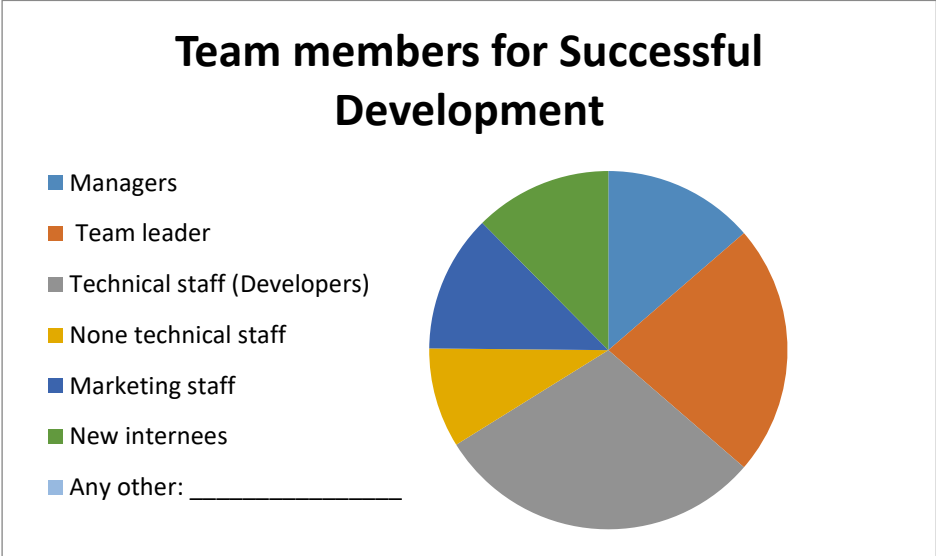 Team members for Successful
Development
Managers
Team leader
Technical staff (Developers)
None technical staff
Marketing staff
New internees
Any other: ________________